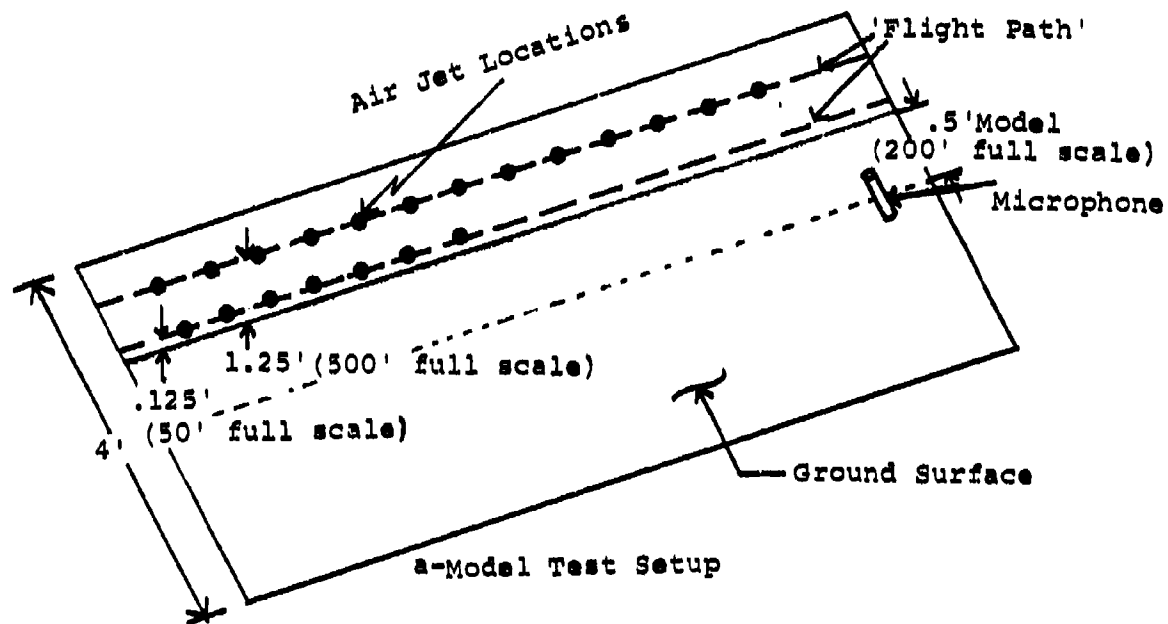 'Flight Path'
Air Jet Locations
.5'Model
(200' full scale)
Microphone
1.25'(500' full scale)
.125'
(50' full scale)
4'
Ground Surface
a-Model Test Setup